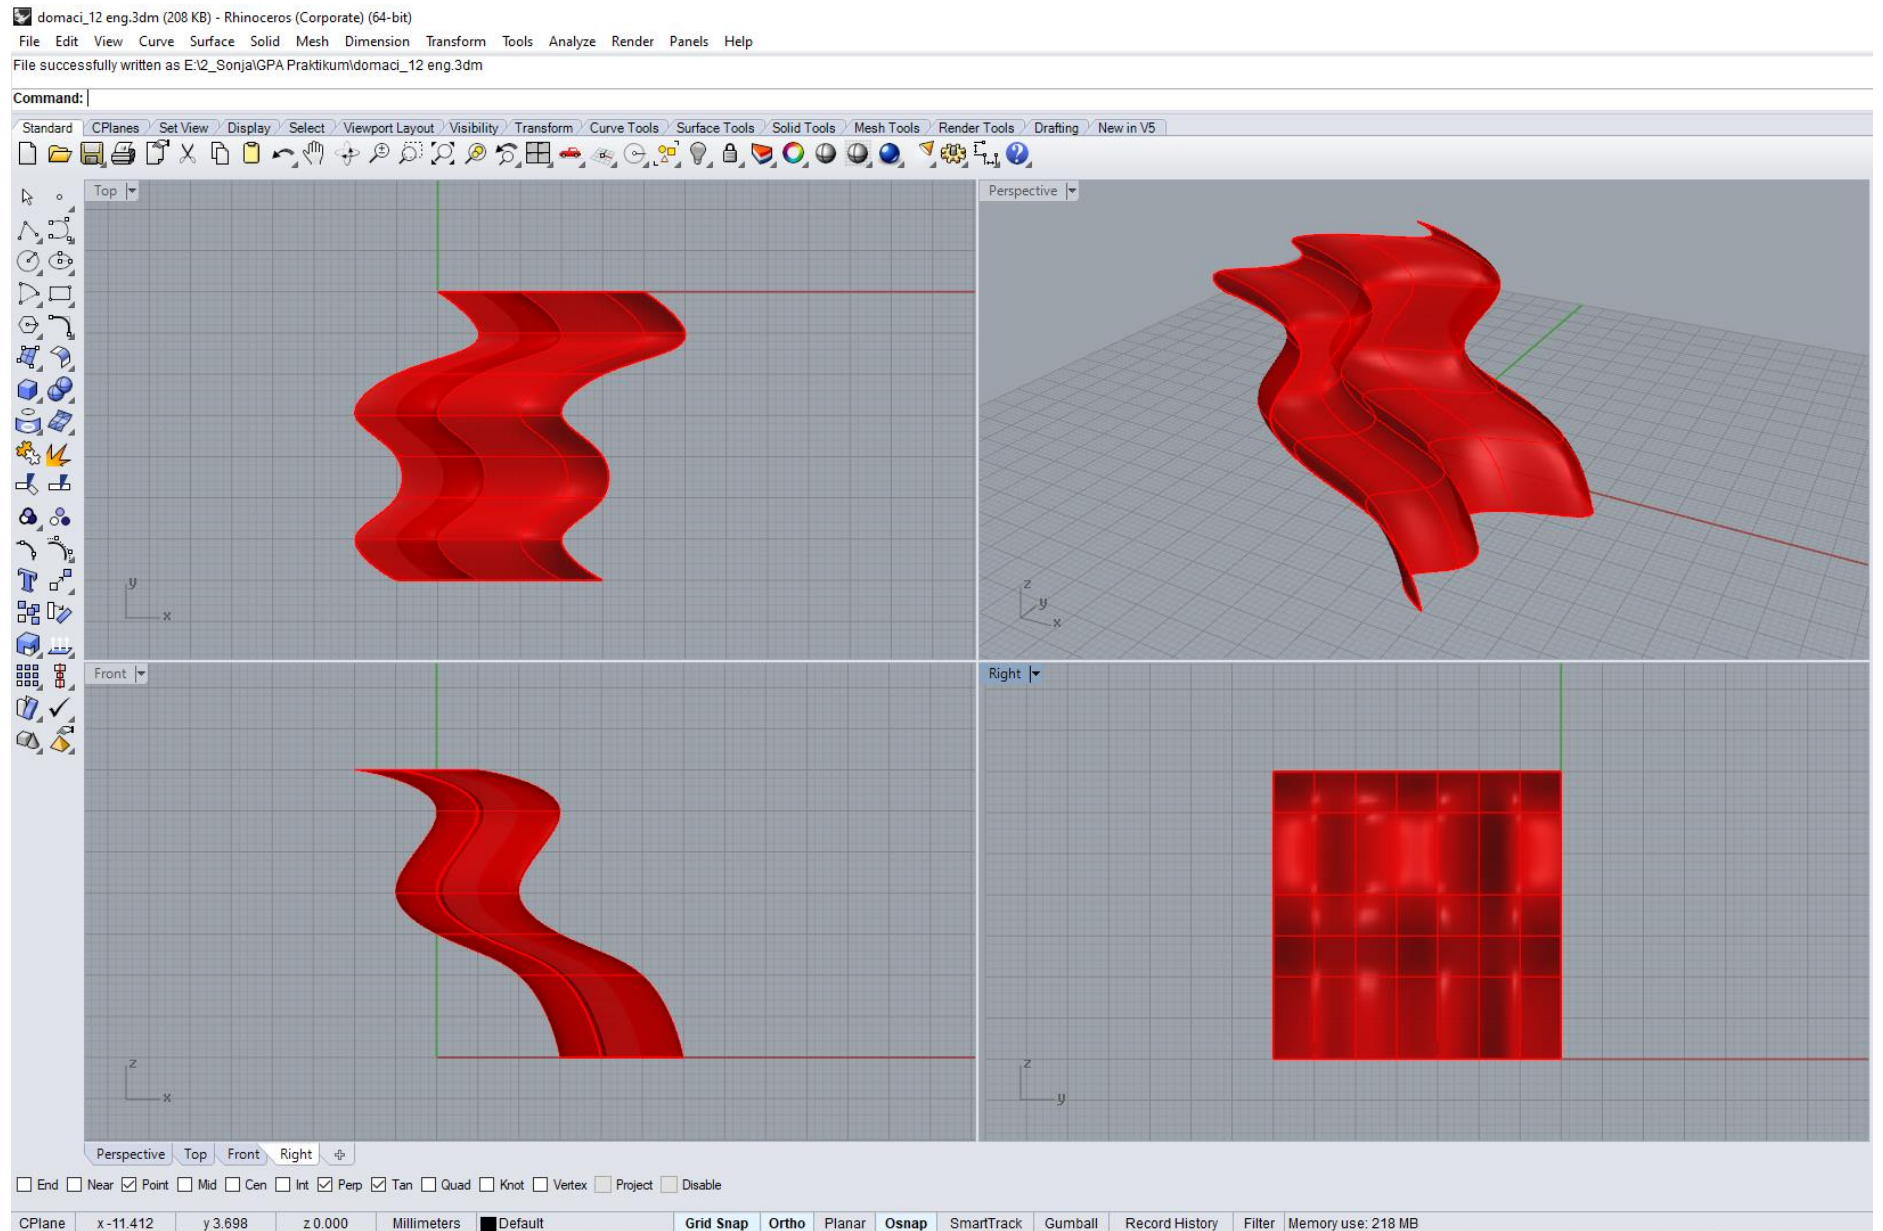 domaci_12 eng.3dm (208 KB) - Rhinoceros (Corporate) (64-bit)
File Edit View Curve Surface Solid Mesh Dimension Transform Tools Analyze Render Panels Help
File successfully written as E:\2_Sonja\GPA Praktikum\domaci_12 eng.3dm
Command:
Standard CPlanes Set View Display Select Viewport Layout Visibility Transform Curve Tools Surface Tools Solid Tools Mesh Tools Render Tools Drafting New in V5
Top
Perspective
y
x
z
y
x
Front
Right
z
x
z
y
Perspective Top Front Right
End Near Point Mid Cen Int Perp Tan Quad Knot Vertex Project Disable
CPlane x -11.412 y 3.698 z 0.000 Millimeters Default Grid Snap Ortho Planar Osnap SmartTrack Gumball Record History Filter Memory use: 218 MB